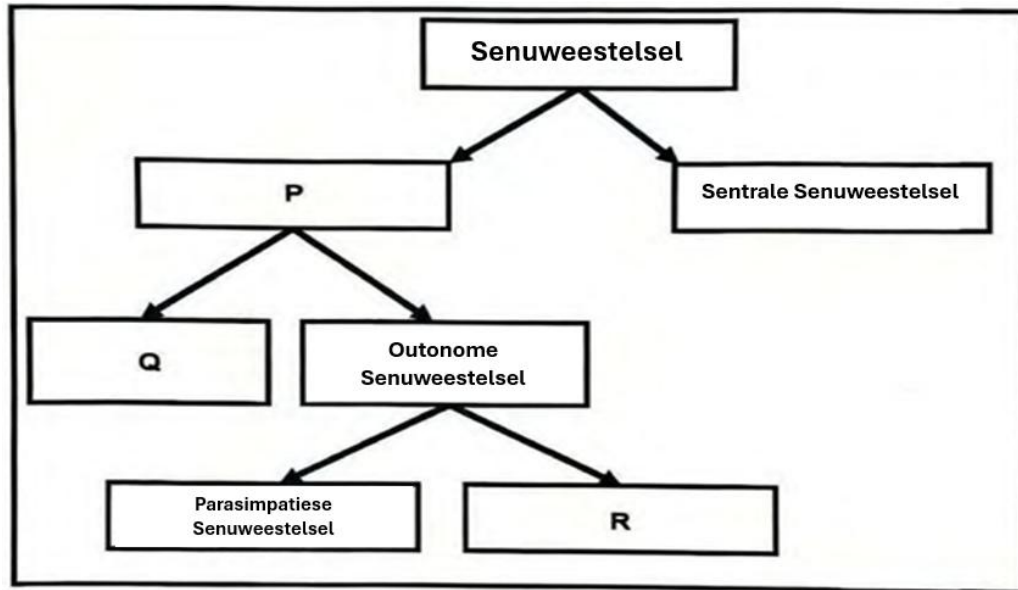 Senuweestelsel
P
Sentrale Senuweestelsel
Q
Outonome
Senuweestelsel
Parasimpatiese
Senuweestelsel
R